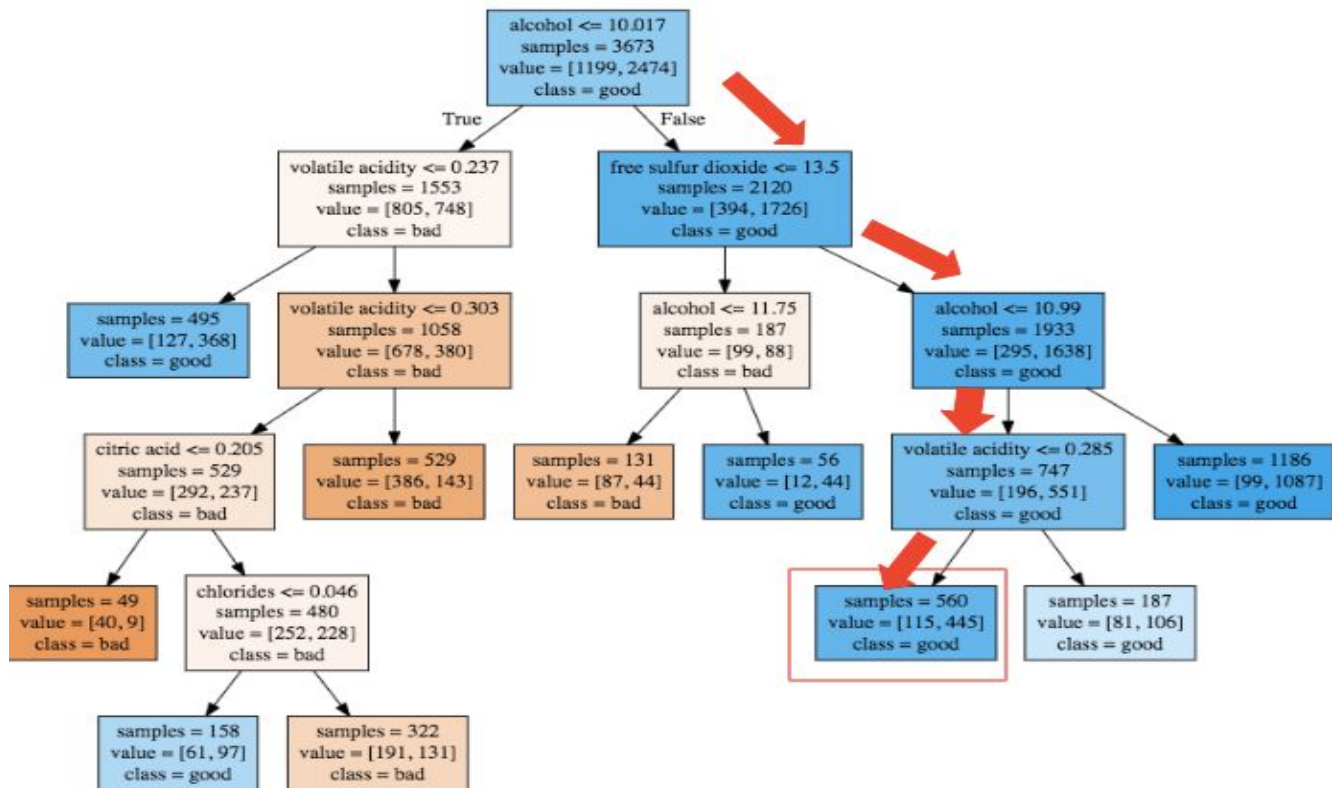 alcohol <= 10.017
samples = 3673
value = [1199, 2474]
class = good
True
False
volatile acidity <= 0.237
samples = 1553
value = [805, 748]
class = bad
free sulfur dioxide <= 13.5
samples = 2120
value = [394, 1726]
class = good
samples = 495
value = [127, 368]
class = good
volatile acidity <= 0.303
samples = 1058
value = [678, 380]
class = bad
alcohol <= 11.75
samples = 187
value = [99, 88]
class = bad
alcohol <= 10.99
samples = 1933
value = [295, 1638]
class = good
citric acid <= 0.205
samples = 529
value = [292, 237]
class = bad
samples = 529
value = [386, 143]
class = bad
samples = 131
value = [87, 44]
class = bad
samples = 56
value = [12, 44]
class = good
volatile acidity <= 0.285
samples = 747
value = [196, 551]
class = good
samples = 1186
value = [99, 1087]
class = good
samples = 49
value = [40, 9]
class = bad
chlorides <= 0.046
samples = 480
value = [252, 228]
class = bad
samples = 560
value = [115, 445]
class = good
samples = 187
value = [81, 106]
class = good
samples = 158
value = [61, 97]
class = good
samples = 322
value = [191, 131]
class = bad